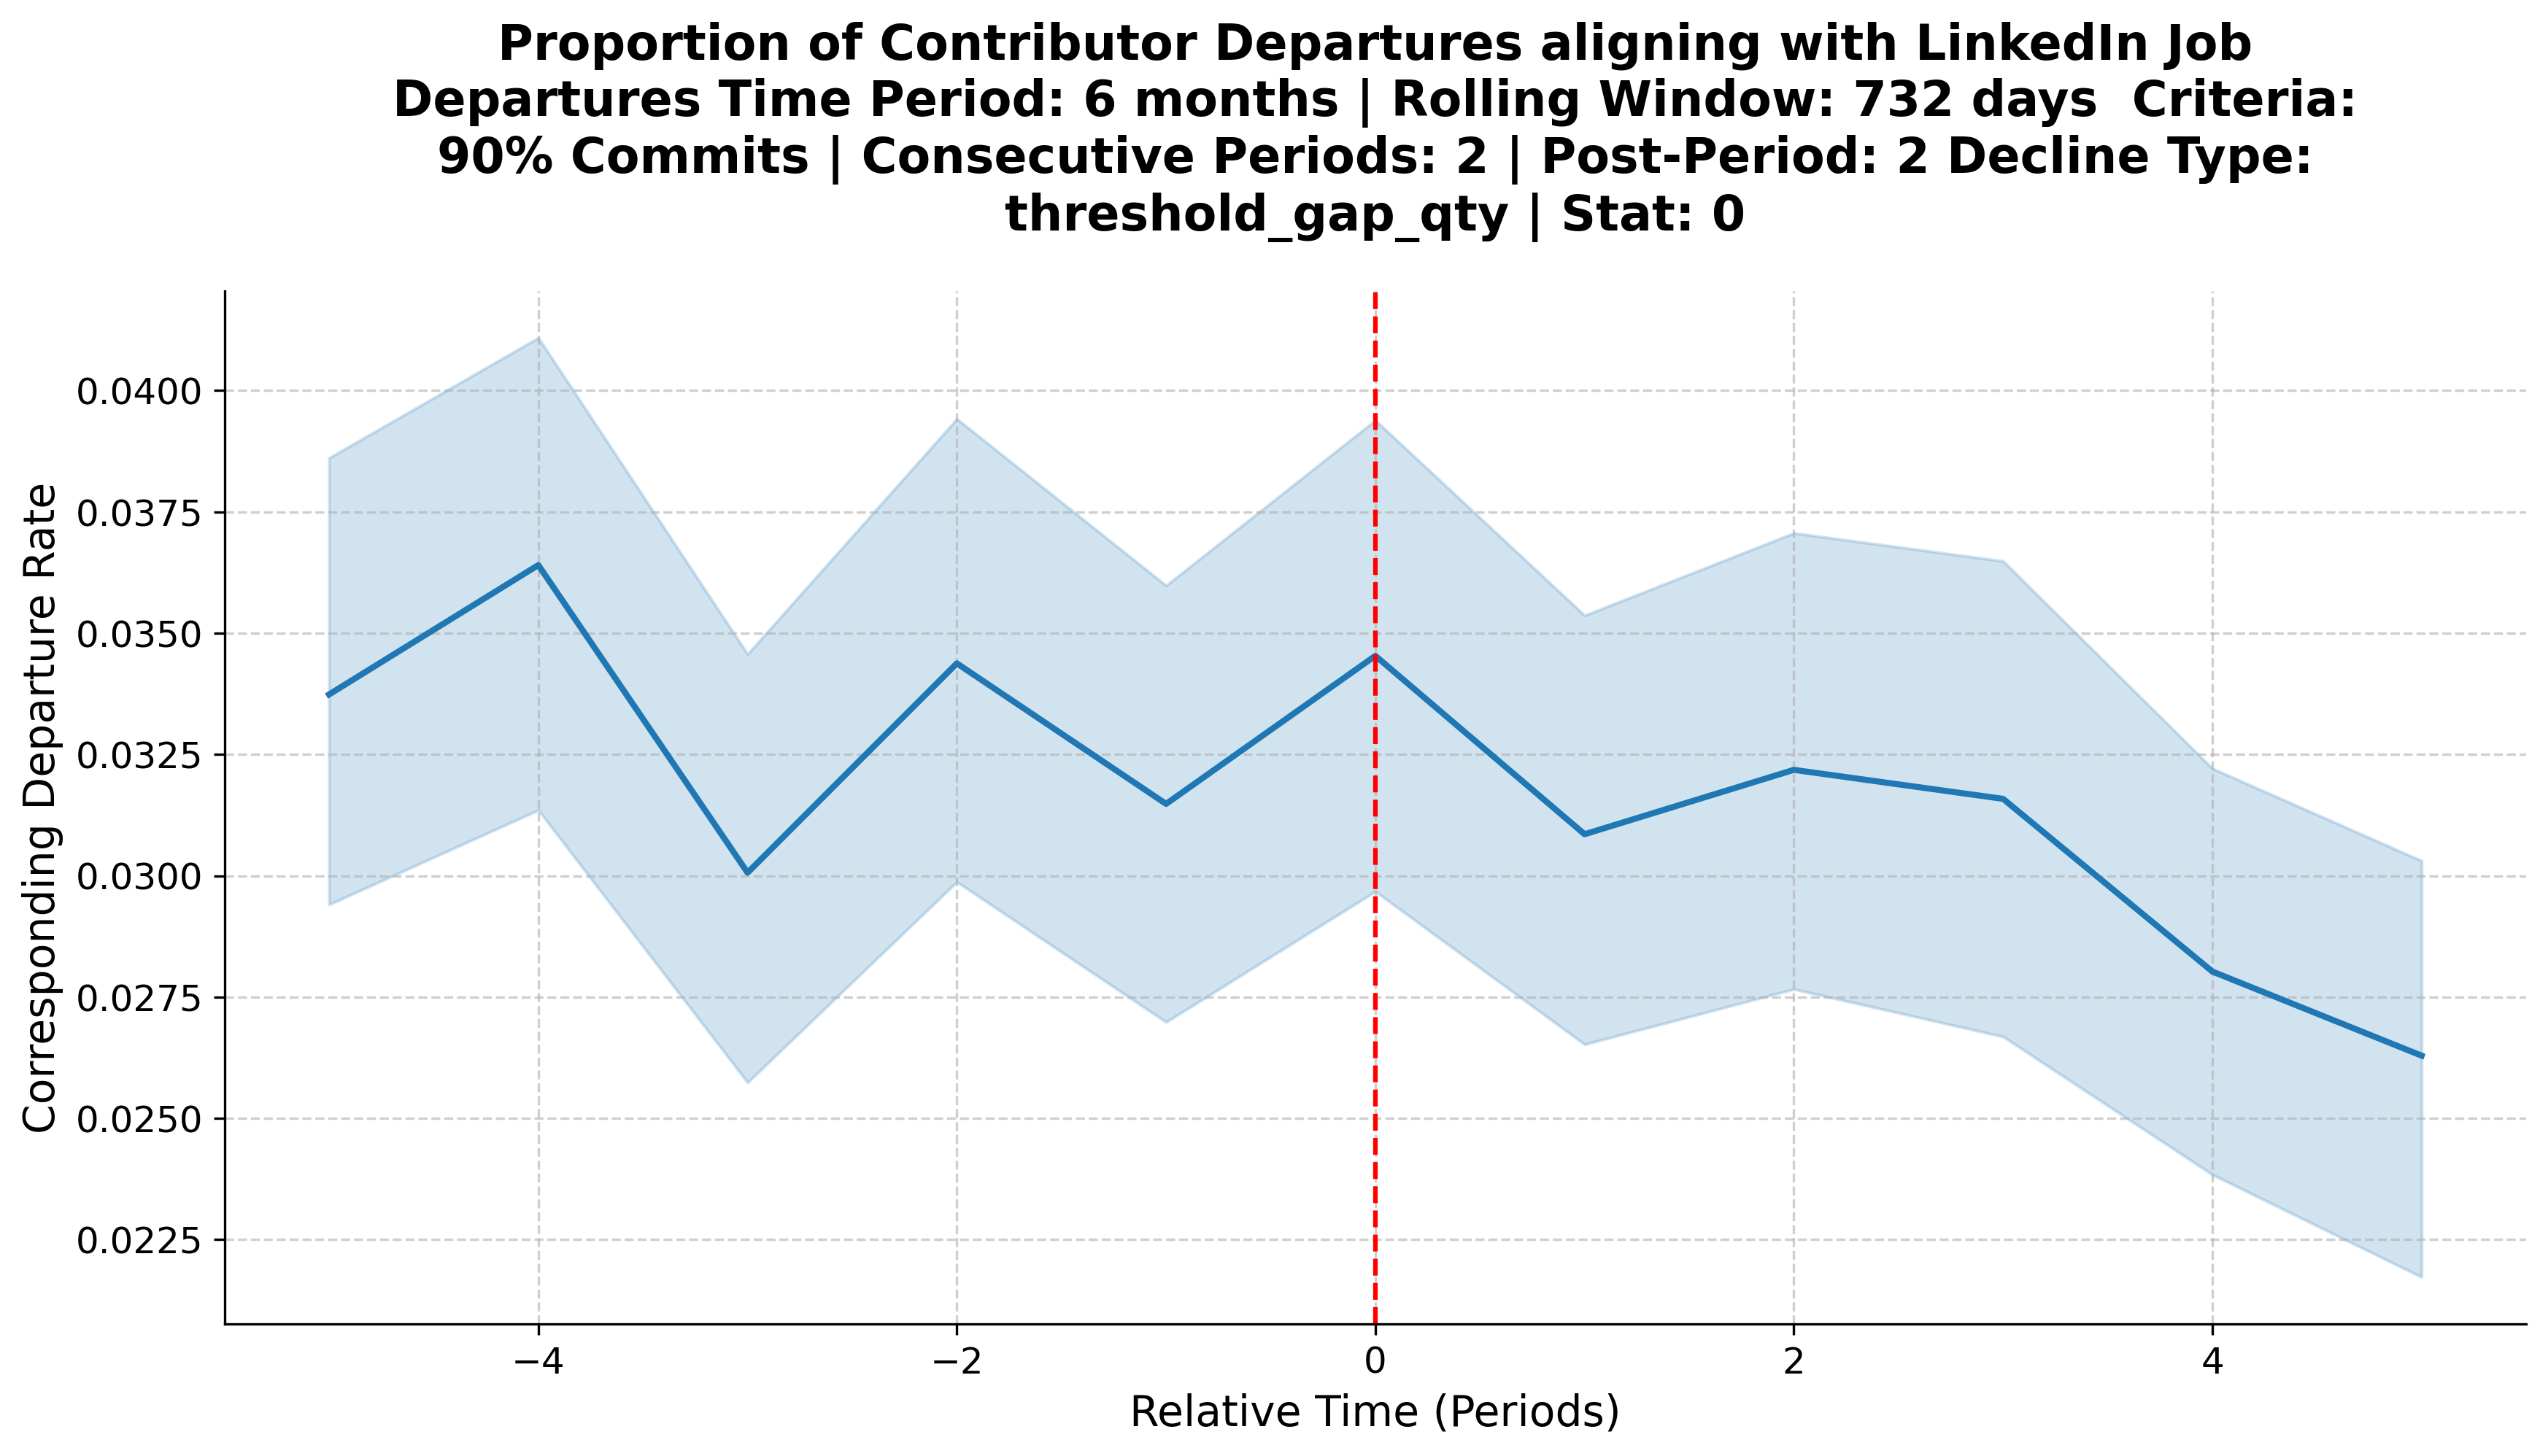 Proportion of Contributor Departures aligning with LinkedIn Job
Departures Time Period: 6 months | Rolling Window: 732 days  Criteria:
90% Commits | Consecutive Periods: 2 | Post-Period: 2 Decline Type:
threshold_gap_qty | Stat: 0
Corresponding Departure Rate
0.0400
0.0375
0.0350
0.0325
0.0300
0.0275
0.0250
0.0225
−4
−2
0
2
4
Relative Time (Periods)